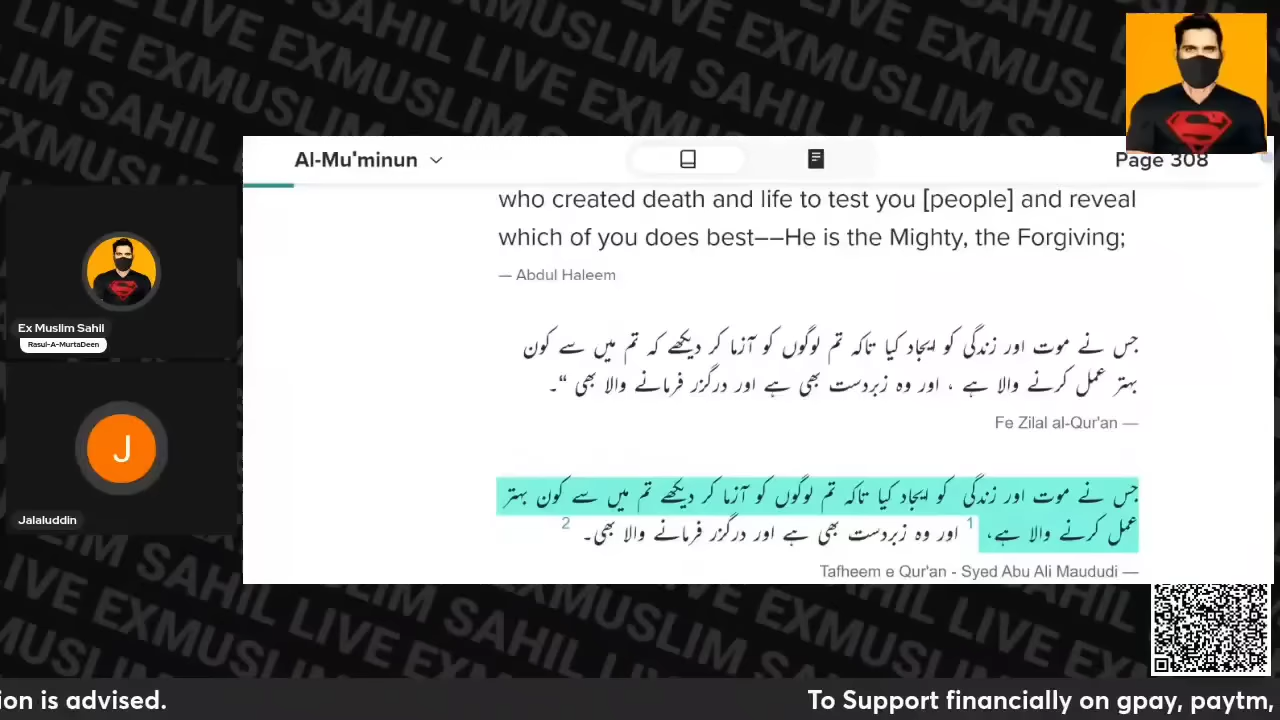 LIVE EXMUSLIM SAHIL LIVE EXMUSLIM SAHIL
Al-Mu'minun
Page 308
who created death and life to test you [people] and reveal
which of you does best––He is the Mighty, the Forgiving;
— Abdul Haleem
جس نے موت اور زندگی کو ایجاد کیا تاکہ تم لوگوں کو آزما کر دیکھے کہ تم میں سے کون
بہتر عمل کرنے والا ہے ، اور وہ زبردست بھی ہے اور درگزر فرمانے والا بھی “۔
Fe Zilal al-Qur'an —
جس نے موت اور زندگی کو ایجاد کیا تاکہ تم لوگوں کو آزما کر دیکھے تم میں سے کون بہتر
عمل کرنے والا ہے، 1 اور وہ زبردست بھی ہے اور درگزر فرمانے والا بھی۔ 2
Tafheem e Qur'an - Syed Abu Ali Maududi —
Ex Muslim Sahil
Rasul-A-MurtaDeen
J
Jalaluddin
ion is advised.
To Support financially on gpay, paytm,